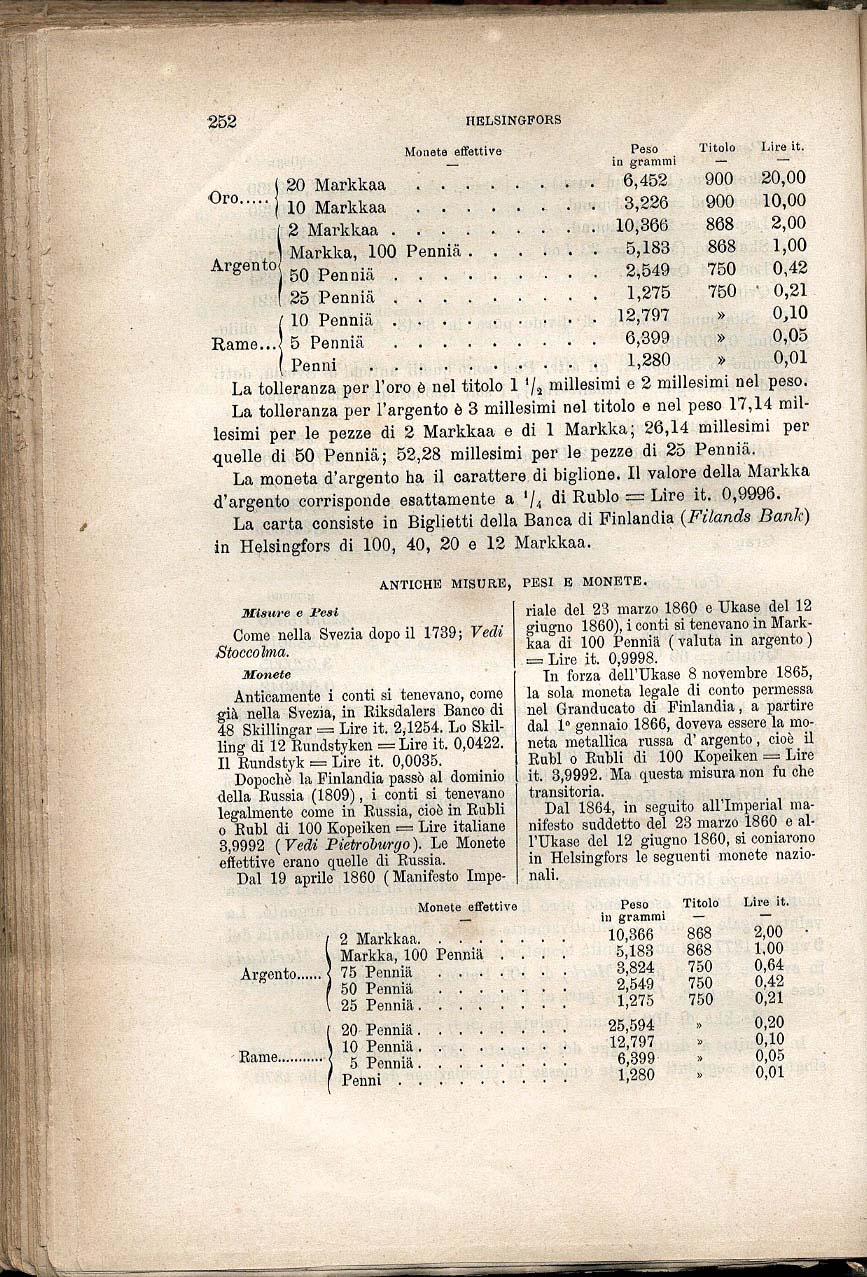 252 HELSINGFORS
Monete effettive Peso in grammi Titolo Lire it.
Oro..... 20 Markkaa . . . . . . . . 6,452 900 20,00
10 Markkaa . . . . . . . . 3,226 900 10,00
Argento 2 Markkaa . . . . . . . . . 10,366 868 2,00
Markka, 100 Penniä . . . . . . 5,183 868 1,00
50 Penniä . . . . . . . . . 2,549 750 0,42
25 Penniä . . . . . . . . . 1,275 750 0,21
Rame... 10 Penniä . . . . . . . . . 12,797 » 0,10
5 Penniä . . . . . . . . . 6,399 » 0,05
Penni . . . . . . . . . . 1,280 » 0,01
La tolleranza per l'oro è nel titolo 1 1/2 millesimi e 2 millesimi nel peso.
La tolleranza per l'argento è 3 millesimi nel titolo e nel peso 17,14 mil-
lesimi per le pezze di 2 Markkaa e di 1 Markka; 26,14 millesimi per
quelle di 50 Penniä; 52,28 millesimi per le pezze di 25 Penniä.
La moneta d'argento ha il carattere di biglione. Il valore della Markka
d'argento corrisponde esattamente a 1/4 di Rublo = Lire it. 0,9996.
La carta consiste in Biglietti della Banca di Finlandia (Filands Bank)
in Helsingfors di 100, 40, 20 e 12 Markkaa.
ANTICHE MISURE, PESI E MONETE.
Misure e Pesi
Come nella Svezia dopo il 1739; Vedi
Stoccolma.
Monete
Anticamente i conti si tenevano, come
già nella Svezia, in Riksdalers Banco di
48 Skillingar = Lire it. 2,1254. Lo Skil-
ling di 12 Rundstyken = Lire it. 0,0422.
Il Rundstyk = Lire it. 0,0035.
Dopochè la Finlandia passò al dominio
della Russia (1809), i conti si tenevano
legalmente come in Russia, cioè in Rubli
o Rubl di 100 Kopeiken = Lire italiane
3,9992 (Vedi Pietroburgo). Le Monete
effettive erano quelle di Russia.
Dal 19 aprile 1860 (Manifesto Impe-
riale del 23 marzo 1860 e Ukase del 12
giugno 1860), i conti si tenevano in Mark-
kaa di 100 Penniä (valuta in argento)
= Lire it. 0,9998.
In forza dell'Ukase 8 novembre 1865,
la sola moneta legale di conto permessa
nel Granducato di Finlandia, a partire
dal 1° gennaio 1866, doveva essere la mo-
neta metallica russa d'argento, cioè il
Rubl o Rubli di 100 Kopeiken = Lire
it. 3,9992. Ma questa misura non fu che
transitoria.
Dal 1864, in seguito all'Imperial ma-
nifesto suddetto del 23 marzo 1860 e al-
l'Ukase del 12 giugno 1860, si coniarono
in Helsingfors le seguenti monete nazio-
nali.
Monete effettive Peso in grammi Titolo Lire it.
Argento...... 2 Markkaa. . . . . . 10,366 868 2,00
Markka, 100 Penniä . . . . 5,183 868 1,00
75 Penniä . . . . . . 3,824 750 0,64
50 Penniä . . . . . . 2,549 750 0,42
25 Penniä . . . . . . 1,275 750 0,21
Rame........... 20 Penniä . . . . . . 25,594 » 0,20
10 Penniä . . . . . . 12,797 » 0,10
5 Penniä . . . . . . 6,399 » 0,05
Penni . . . . . . . 1,280 » 0,01